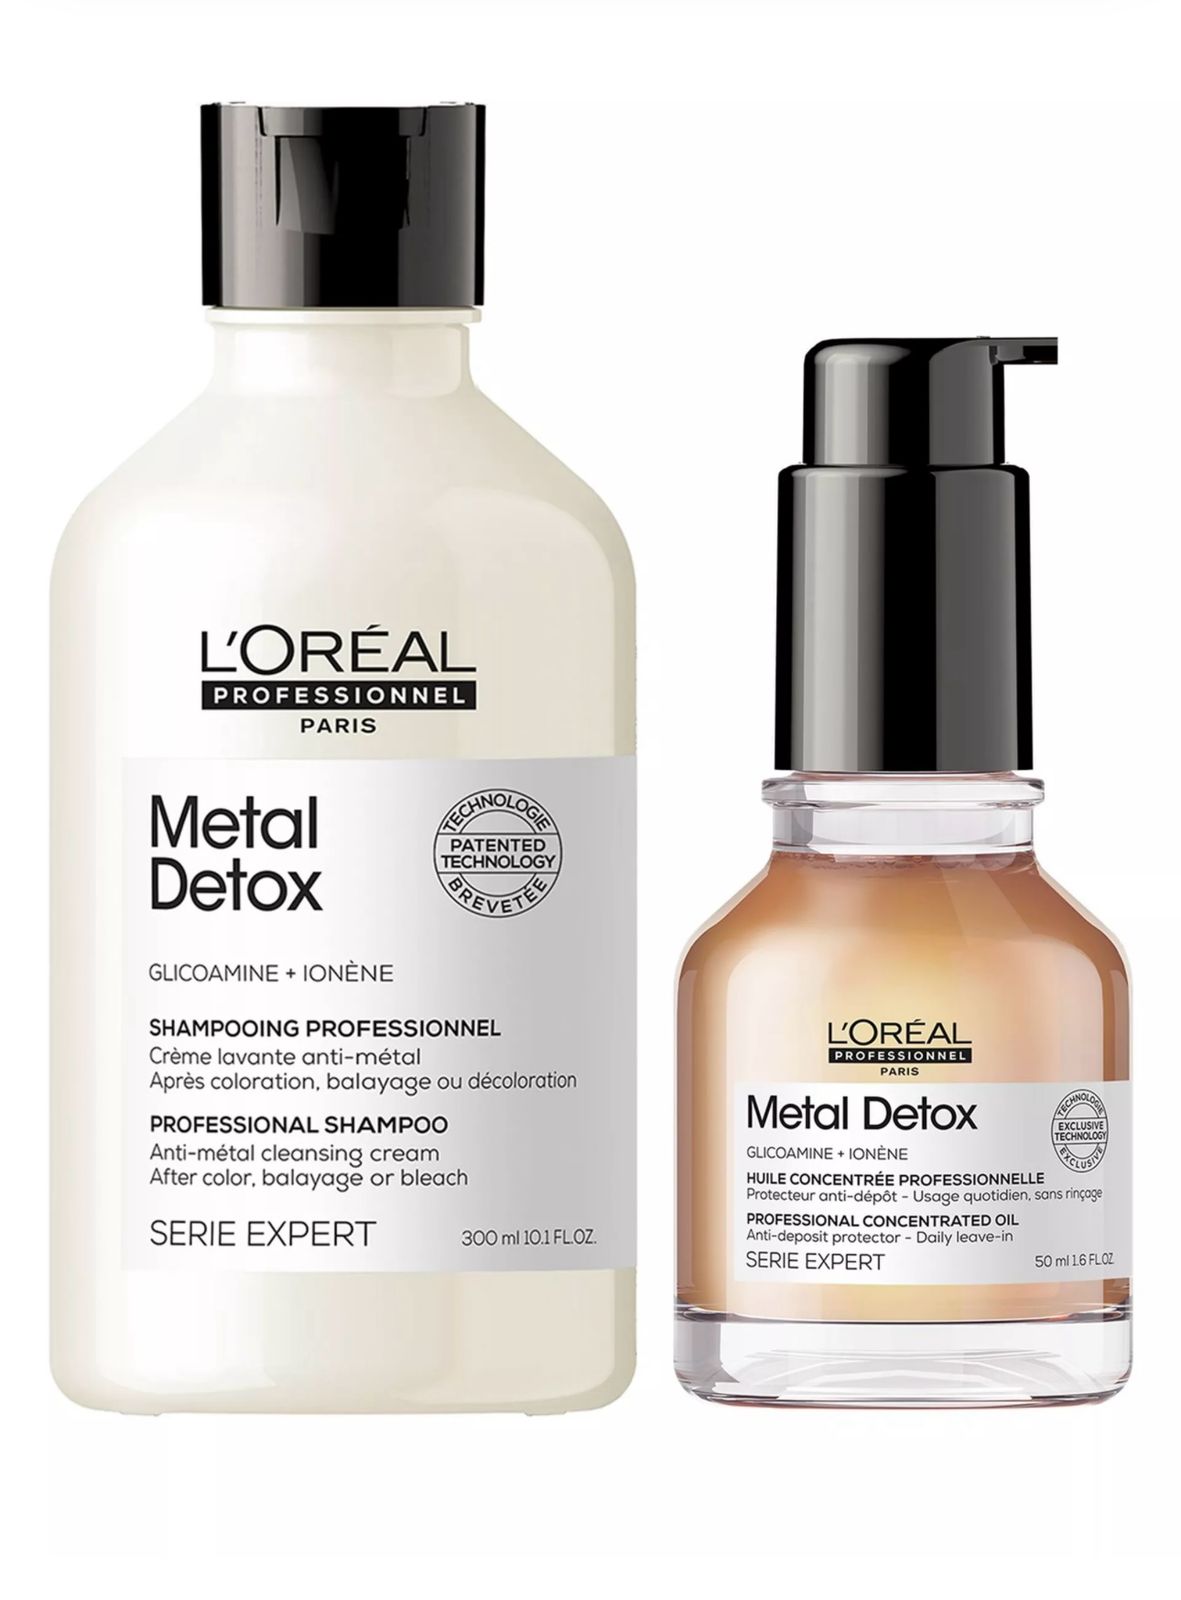 L'ORÉAL
PROFESSIONNEL
PARIS
Metal
Detox
TECHNOLOGIE
PATENTED
TECHNOLOGY
BREVETÉE
GLICOAMINE + IONÈNE
SHAMPOOING PROFESSIONNEL
Crème lavante anti-métal
Après coloration, balayage ou décoloration
PROFESSIONAL SHAMPOO
Anti-métal cleansing cream
After color, balayage or bleach
SERIE EXPERT
300 ml 10.1 FL.OZ.
L'ORÉAL
PROFESSIONNEL
PARIS
Metal Detox
TECHNOLOGIE
EXCLUSIVE
TECHNOLOGY
EXCLUSIVE
GLICOAMINE + IONÈNE
HUILE CONCENTRÉE PROFESSIONNELLE
Protecteur anti-dépôt - Usage quotidien, sans rinçage
PROFESSIONAL CONCENTRATED OIL
Anti-deposit protector - Daily leave-in
SERIE EXPERT
50 ml 1.6 FL.OZ.